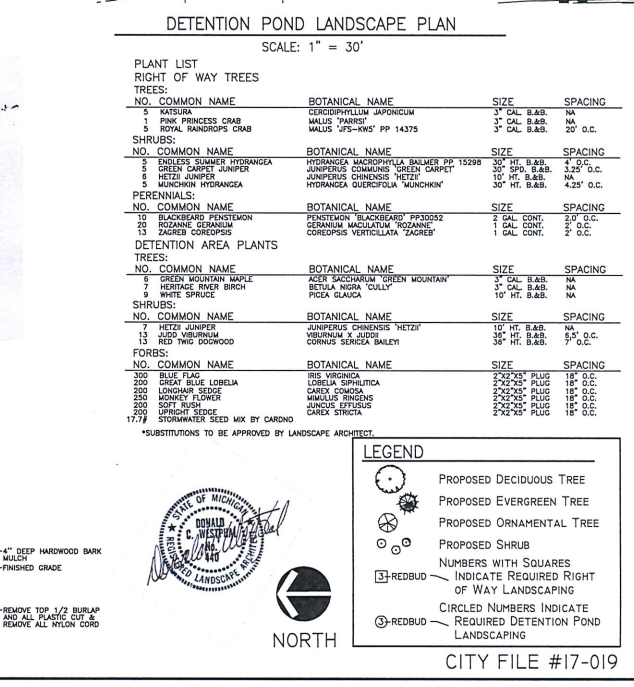 DETENTION POND LANDSCAPE PLAN
SCALE: 1" = 30'
PLANT LIST
RIGHT OF WAY TREES
TREES:
NO. COMMON NAME BOTANICAL NAME SIZE SPACING
5 KATSURA CERCIDIPHYLLUM JAPONICUM 3" CAL. B.&B. NA
1 PINK PRINCESS CRAB MALUS 'PARRSI' 3" CAL. B.&B. NA
5 ROYAL RAINDROPS CRAB MALUS 'JFS-KW5' PP 14375 3" CAL. B.&B. 20' O.C.
SHRUBS:
NO. COMMON NAME BOTANICAL NAME SIZE SPACING
5 ENDLESS SUMMER HYDRANGEA HYDRANGEA MACROPHYLLA BAILMER PP 15298 30" HT. B.&B. 4' O.C.
5 GREEN CARPET JUNIPER JUNIPERUS COMMUNIS 'GREEN CARPET' 30" SPD. B.&B. 3.25' O.C.
6 HETZII JUNIPER JUNIPERUS CHINENSIS 'HETZII' 10' HT. B.&B. NA
5 MUNCHKIN HYDRANGEA HYDRANGEA QUERCIFOLIA 'MUNCHKIN' 30" HT. B.&B. 4.25' O.C.
PERENNIALS:
NO. COMMON NAME BOTANICAL NAME SIZE SPACING
10 BLACKBEARD PENSTEMON PENSTEMON 'BLACKBEARD' PP30052 2 GAL. CONT. 2.0' O.C.
20 ROZANNE GERANIUM GERANIUM MACULATUM 'ROZANNE' 1 GAL. CONT. 2' O.C.
13 ZAGREB COREOPSIS COREOPSIS VERTICILLATA 'ZAGREB' 1 GAL. CONT. 2' O.C.
DETENTION AREA PLANTS
TREES:
NO. COMMON NAME BOTANICAL NAME SIZE SPACING
6 GREEN MOUNTAIN MAPLE ACER SACCHARUM 'GREEN MOUNTAIN' 3" CAL. B.&B. NA
7 HERITAGE RIVER BIRCH BETULA NIGRA 'CULLY' 3" CAL. B.&B. NA
9 WHITE SPRUCE PICEA GLAUCA 10' HT. B.&B. NA
SHRUBS:
NO. COMMON NAME BOTANICAL NAME SIZE SPACING
7 HETZII JUNIPER JUNIPERUS CHINENSIS 'HETZII' 10' HT. B.&B. NA
13 JUDD VIBURNUM VIBURNUM X JUDDII 36" HT. B.&B. 6.5' O.C.
13 RED TWIG DOGWOOD CORNUS SERICEA BAILEYI 36" HT. B.&B. 7' O.C.
FORBS:
NO. COMMON NAME BOTANICAL NAME SIZE SPACING
300 BLUE FLAG IRIS VIRGINICA 2"X2"X5" PLUG 18" O.C.
200 GREAT BLUE LOBELIA LOBELIA SIPHILITICA 2"X2"X5" PLUG 18" O.C.
200 LONGHAIR SEDGE CAREX COMOSA 2"X2"X5" PLUG 18" O.C.
250 MONKEY FLOWER MIMULUS RINGENS 2"X2"X5" PLUG 18" O.C.
200 SOFT RUSH JUNCUS EFFUSUS 2"X2"X5" PLUG 18" O.C.
200 UPRIGHT SEDGE CAREX STRICTA 2"X2"X5" PLUG 18" O.C.
17.7# STORMWATER SEED MIX BY CARDNO
*SUBSTITUTIONS TO BE APPROVED BY LANDSCAPE ARCHITECT.
LEGEND
PROPOSED DECIDUOUS TREE
PROPOSED EVERGREEN TREE
PROPOSED ORNAMENTAL TREE
PROPOSED SHRUB
NUMBERS WITH SQUARES
3-REDBUD INDICATE REQUIRED RIGHT
OF WAY LANDSCAPING
CIRCLED NUMBERS INDICATE
3-REDBUD REQUIRED DETENTION POND
LANDSCAPING
STATE OF MICHIGAN
DONALD
C. WESTPHAL
No.
REGISTERED LANDSCAPE ARCHITECT
4" DEEP HARDWOOD BARK
MULCH
FINISHED GRADE
REMOVE TOP 1/2 BURLAP
AND ALL PLASTIC CUT &
REMOVE ALL NYLON CORD
NORTH
CITY FILE #17-019